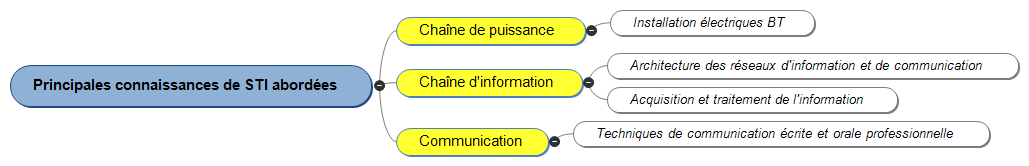 Principales connaissances de STI abordées
Chaîne de puissance
Installation électriques BT
Chaîne d'information
Architecture des réseaux d'information et de communication
Acquisition et traitement de l'information
Communication
Techniques de communication écrite et orale professionnelle